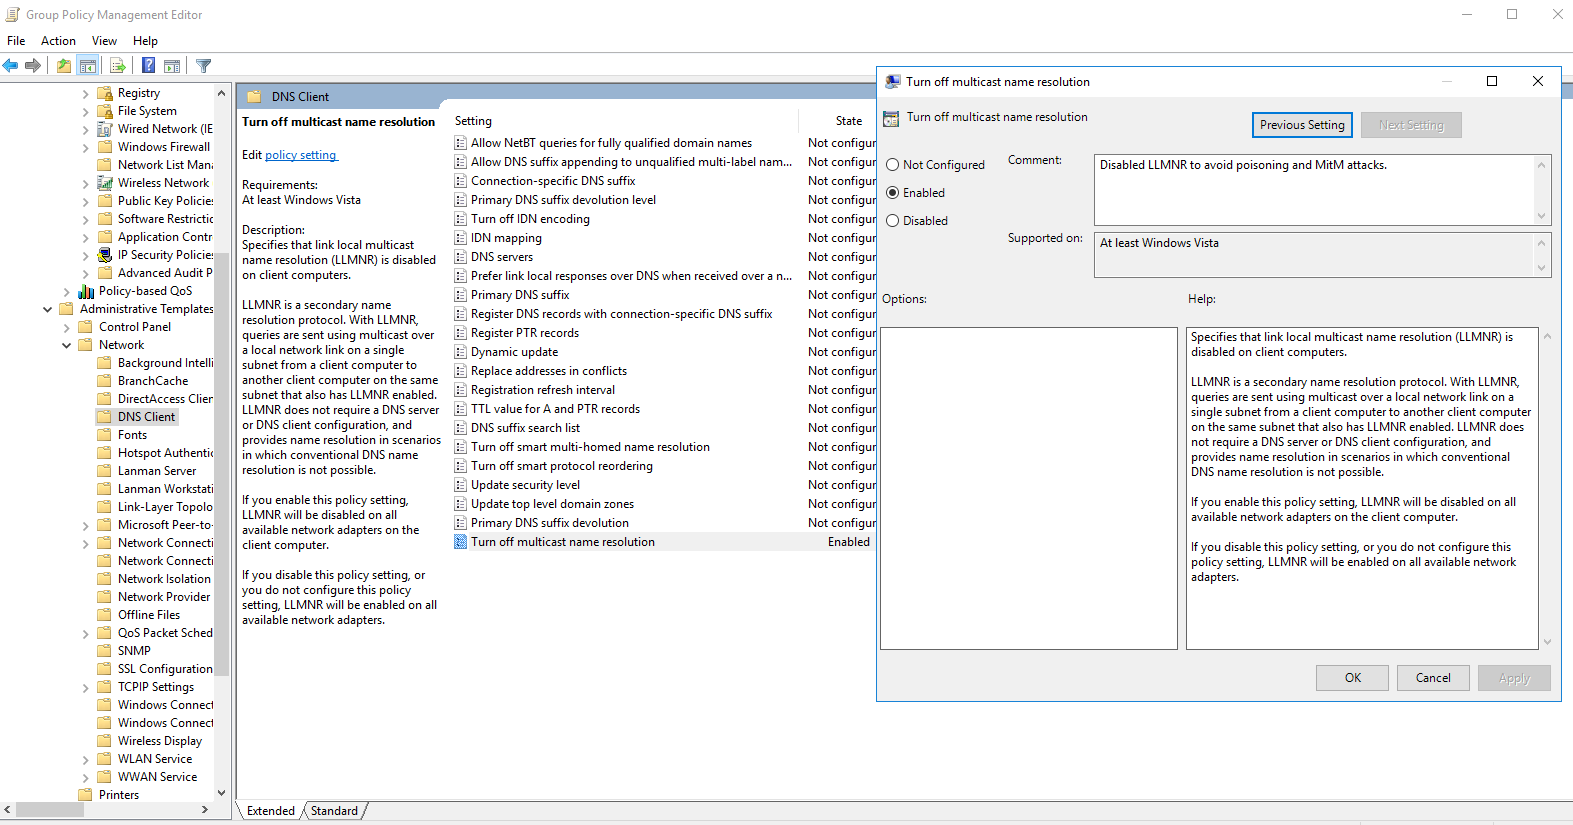 Group Policy Management Editor
File Action View Help
Registry
File System
Wired Network (IE
Windows Firewall
Network List Mana
Wireless Network
Public Key Policies
Software Restrictic
Application Contr
IP Security Policies
Advanced Audit P
Policy-based QoS
Administrative Templates
Control Panel
Network
Background Intelli
BranchCache
DirectAccess Clien
DNS Client
Fonts
Hotspot Authentic
Lanman Server
Lanman Workstati
Link-Layer Topolo
Microsoft Peer-to-
Network Connecti
Network Connecti
Network Isolation
Network Provider
Offline Files
QoS Packet Sched
SNMP
SSL Configuration
TCPIP Settings
Windows Connect
Windows Connect
Wireless Display
WLAN Service
WWAN Service
Printers
DNS Client
Turn off multicast name resolution
Edit policy setting
Requirements:
At least Windows Vista
Description:
Specifies that link local multicast
name resolution (LLMNR) is disabled
on client computers.
LLMNR is a secondary name
resolution protocol. With LLMNR,
queries are sent using multicast over
a local network link on a single
subnet from a client computer to
another client computer on the same
subnet that also has LLMNR enabled.
LLMNR does not require a DNS server
or DNS client configuration, and
provides name resolution in scenarios
in which conventional DNS name
resolution is not possible.
If you enable this policy setting,
LLMNR will be disabled on all
available network adapters on the
client computer.
If you disable this policy setting, or
you do not configure this policy
setting, LLMNR will be enabled on all
available network adapters.
Setting State
Allow NetBT queries for fully qualified domain names Not configur
Allow DNS suffix appending to unqualified multi-label nam... Not configur
Connection-specific DNS suffix Not configur
Primary DNS suffix devolution level Not configur
Turn off IDN encoding Not configur
IDN mapping Not configur
DNS servers Not configur
Prefer link local responses over DNS when received over a n... Not configur
Primary DNS suffix Not configur
Register DNS records with connection-specific DNS suffix Not configur
Register PTR records Not configur
Dynamic update Not configur
Replace addresses in conflicts Not configur
Registration refresh interval Not configur
TTL value for A and PTR records Not configur
DNS suffix search list Not configur
Turn off smart multi-homed name resolution Not configur
Turn off smart protocol reordering Not configur
Update security level Not configur
Update top level domain zones Not configur
Primary DNS suffix devolution Not configur
Turn off multicast name resolution Enabled
Extended Standard
Turn off multicast name resolution
Turn off multicast name resolution
Previous Setting Next Setting
Not Configured
Enabled
Disabled
Comment:
Disabled LLMNR to avoid poisoning and MitM attacks.
Supported on:
At least Windows Vista
Options:
Help:
Specifies that link local multicast name resolution (LLMNR) is
disabled on client computers.
LLMNR is a secondary name resolution protocol. With LLMNR,
queries are sent using multicast over a local network link on a
single subnet from a client computer to another client computer
on the same subnet that also has LLMNR enabled. LLMNR does
not require a DNS server or DNS client configuration, and
provides name resolution in scenarios in which conventional
DNS name resolution is not possible.
If you enable this policy setting, LLMNR will be disabled on all
available network adapters on the client computer.
If you disable this policy setting, or you do not configure this
policy setting, LLMNR will be enabled on all available network
adapters.
OK Cancel Apply